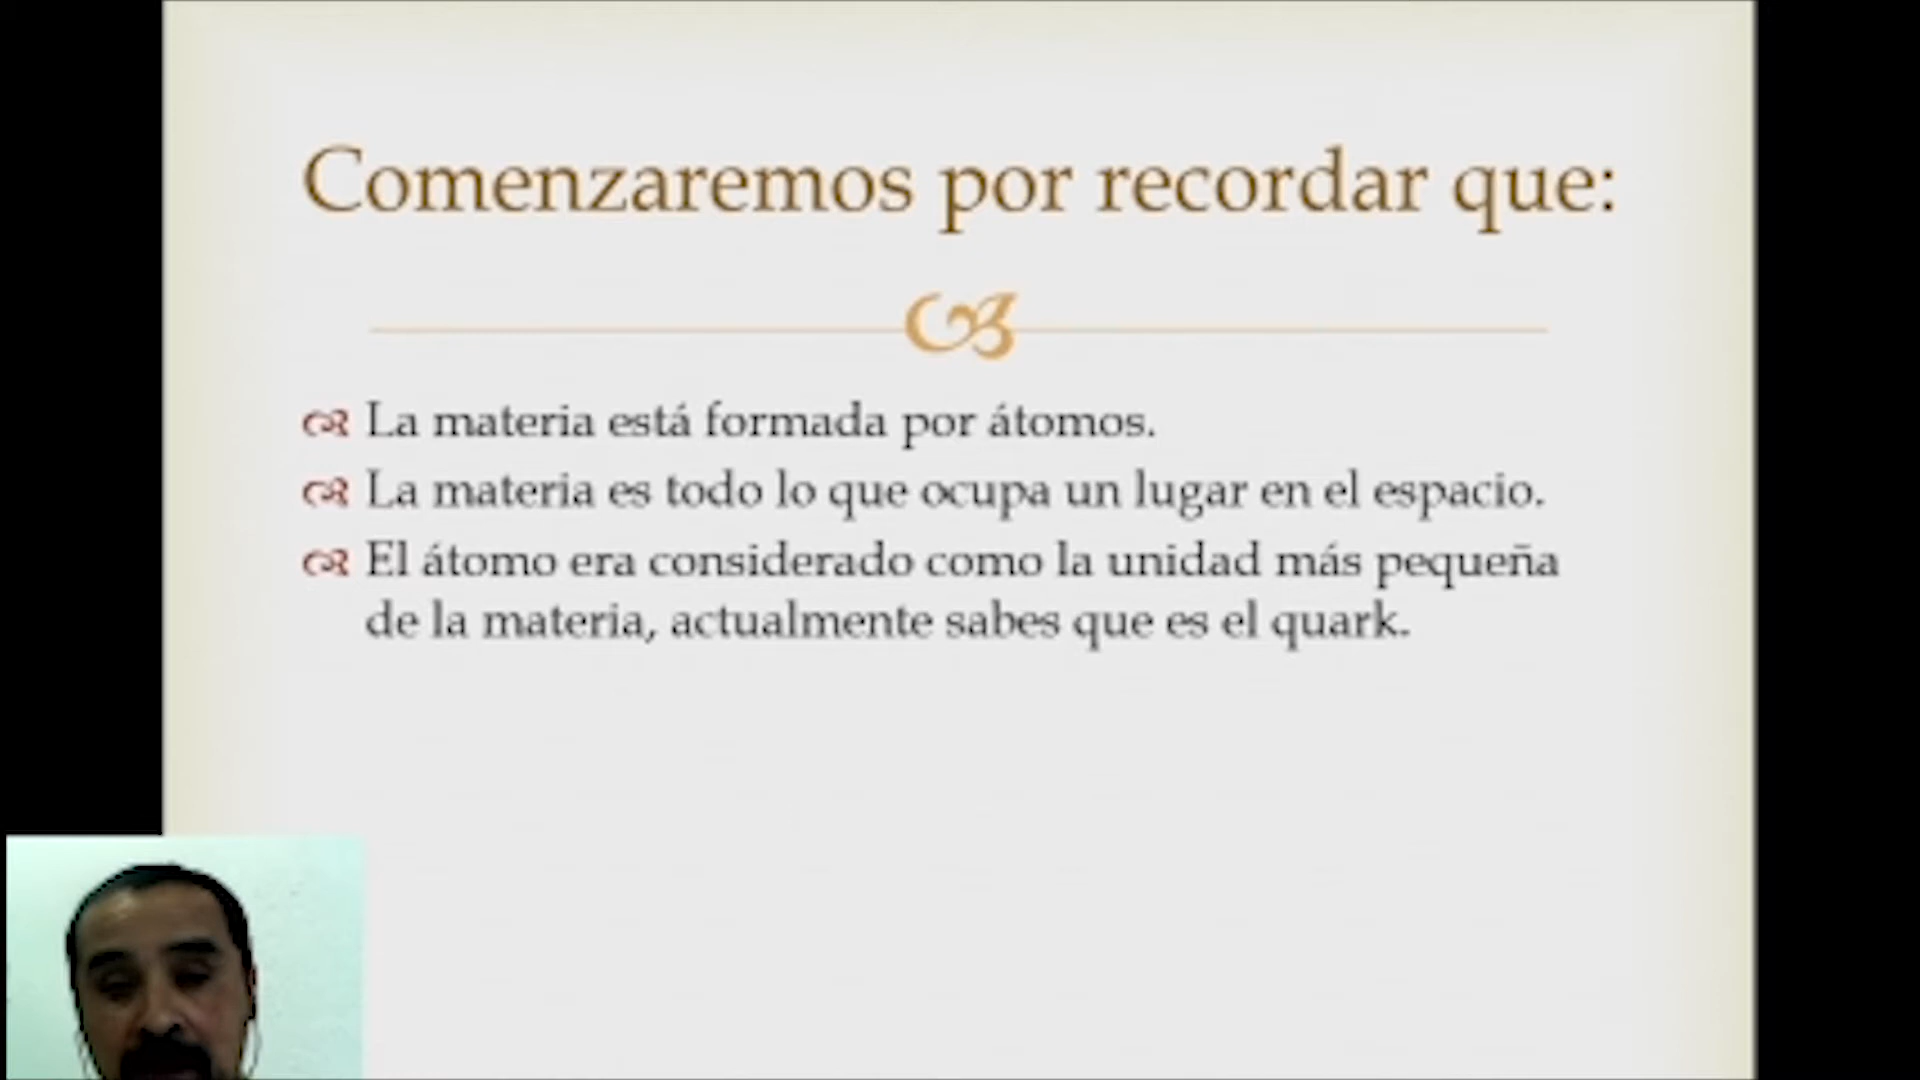 Comenzaremos por recordar que:
La materia está formada por átomos.
La materia es todo lo que ocupa un lugar en el espacio.
El átomo era considerado como la unidad más pequeña
de la materia, actualmente sabes que es el quark.